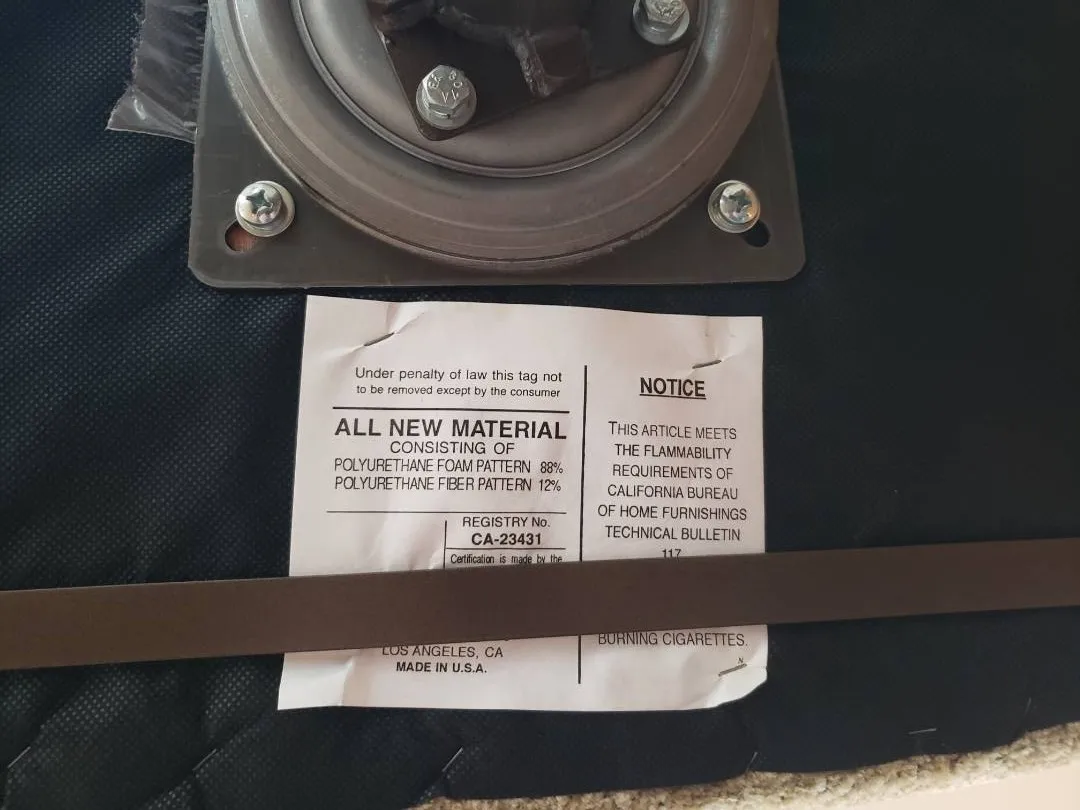 Under penalty of law this tag not
to be removed except by the consumer
ALL NEW MATERIAL
CONSISTING OF
POLYURETHANE FOAM PATTERN 88%
POLYURETHANE FIBER PATTERN 12%
REGISTRY No.
CA-23431
Certification is made by the
LOS ANGELES, CA
MADE IN U.S.A.
NOTICE
THIS ARTICLE MEETS
THE FLAMMABILITY
REQUIREMENTS OF
CALIFORNIA BUREAU
OF HOME FURNISHINGS
TECHNICAL BULLETIN
117
BURNING CIGARETTES.